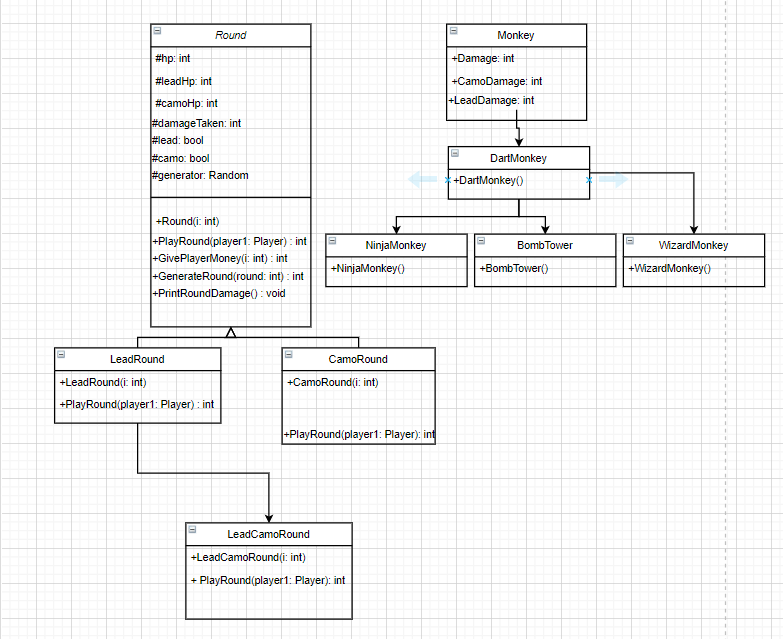 Round
#hp: int
#leadHp: int
#camoHp: int
#damageTaken: int
#lead: bool
#camo: bool
#generator: Random
+Round(i: int)
+PlayRound(player1: Player) : int
+GivePlayerMoney(i: int) : int
+GenerateRound(round: int) : int
+PrintRoundDamage() : void
Monkey
+Damage: int
+CamoDamage: int
+LeadDamage: int
DartMonkey
+DartMonkey()
NinjaMonkey
+NinjaMonkey()
BombTower
+BombTower()
WizardMonkey
+WizardMonkey()
LeadRound
+LeadRound(i: int)
+PlayRound(player1: Player) : int
CamoRound
+CamoRound(i: int)
+PlayRound(player1: Player): int
LeadCamoRound
+LeadCamoRound(i: int)
+ PlayRound(player1: Player): int